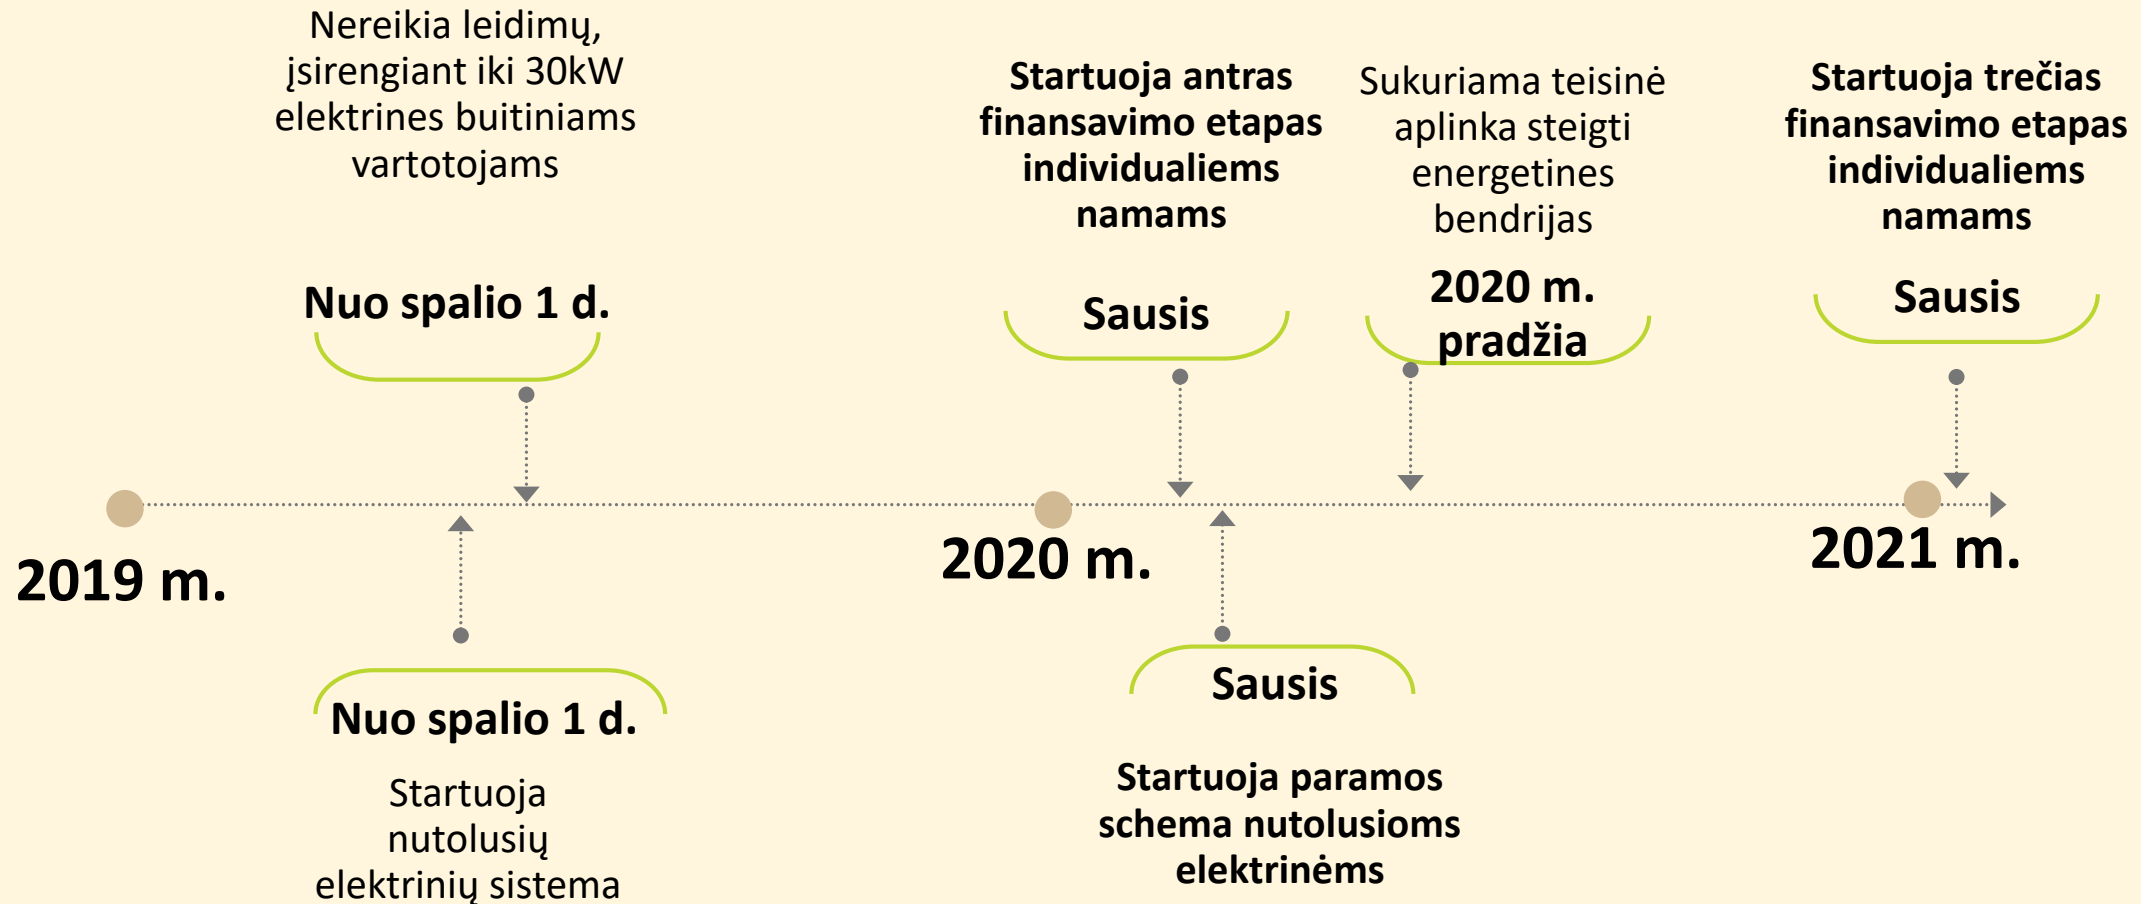 Nereikia leidimų,
įsirengiant iki 30kW
elektrines buitiniams
vartotojams
Nuo spalio 1 d.
Startuoja antras
finansavimo etapas
individualiems
namams
Sausis
Sukuriama teisinė
aplinka steigti
energetines
bendrijas
2020 m.
pradžia
Startuoja trečias
finansavimo etapas
individualiems
namams
Sausis
2019 m.
2020 m.
2021 m.
Nuo spalio 1 d.
Startuoja
nutolusių
elektrinių sistema
Sausis
Startuoja paramos
schema nutolusioms
elektrinėms